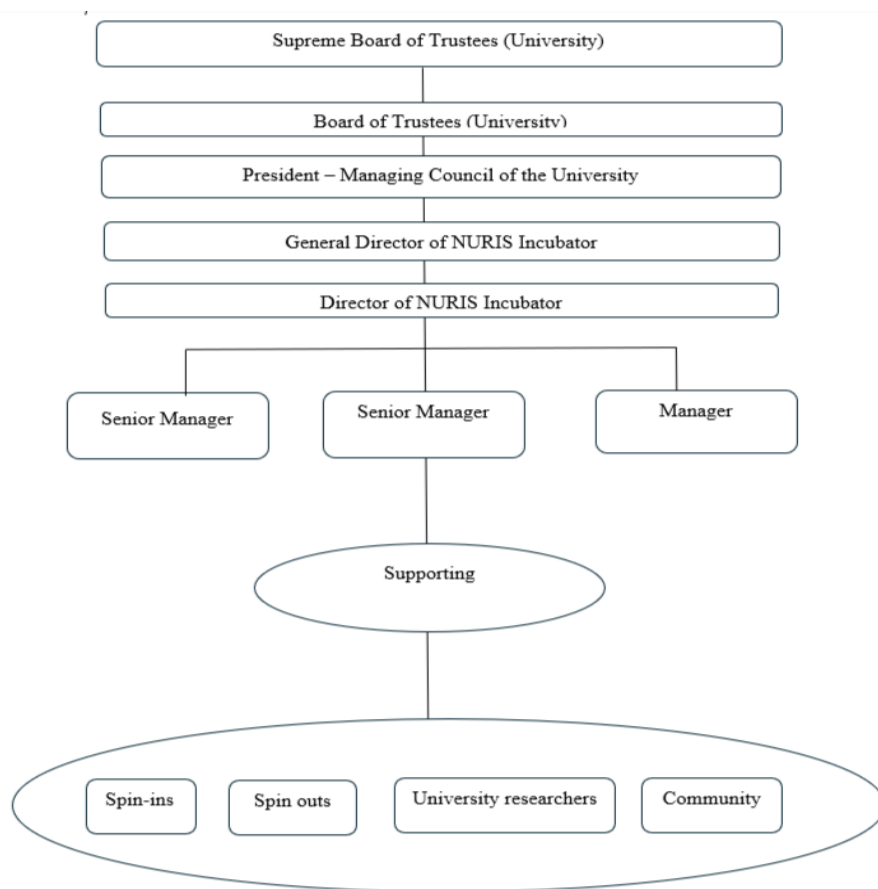 Supreme Board of Trustees (University)
Board of Trustees (University)
President – Managing Council of the University
General Director of NURIS Incubator
Director of NURIS Incubator
Senior Manager
Senior Manager
Manager
Supporting
Spin-ins
Spin outs
University researchers
Community